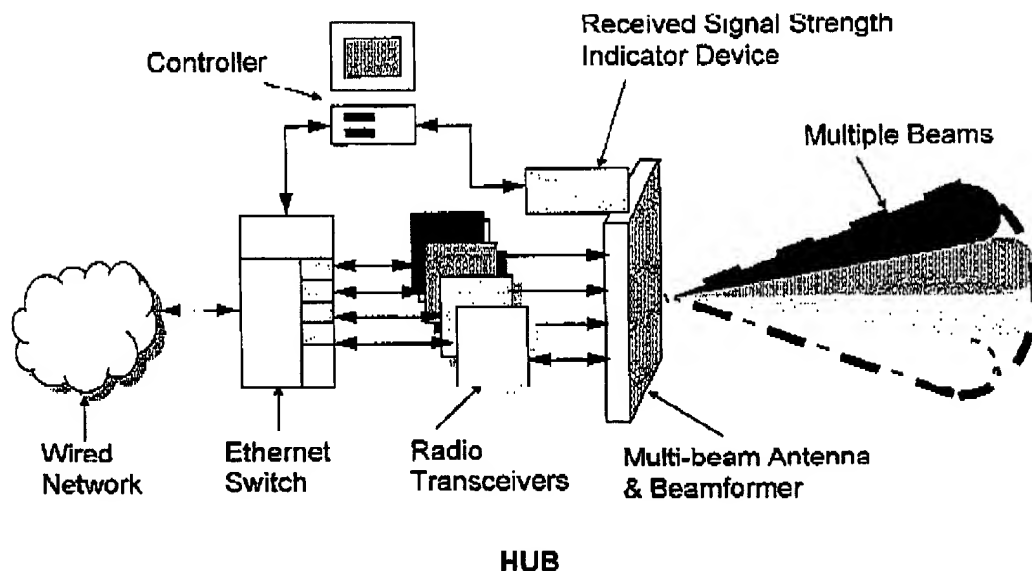 Received Signal Strength
Indicator Device
Controller
Multiple Beams
Wired
Network
Ethernet
Switch
Radio
Transceivers
Multi-beam Antenna
& Beamformer
HUB